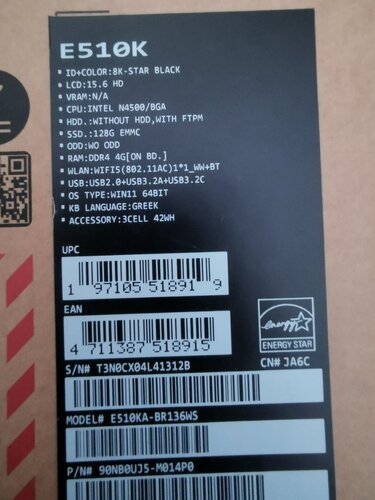 E510K
ID+COLOR:8K-STAR BLACK
LCD:15.6 HD
VRAM:N/A
CPU:INTEL N4500/BGA
HDD.:WITHOUT HDD,WITH FTPM
SSD.:128G EMMC
ODD:WO ODD
RAM:DDR4 4G[ON BD.]
WLAN:WIFI5(802.11AC)1*1_WW+BT
USB:USB2.0+USB3.2A+USB3.2C
OS TYPE:WIN11 64BIT
KB LANGUAGE:GREEK
ACCESSORY:3CELL 42WH
UPC
1 97105 51891 9
EAN
4 711387 518915
energy
ENERGY STAR
S/N# T3N0CX04L41312B
CN# JA6C
MODEL# E510KA-BR136WS
P/N# 90NB0UJ5-M014P0